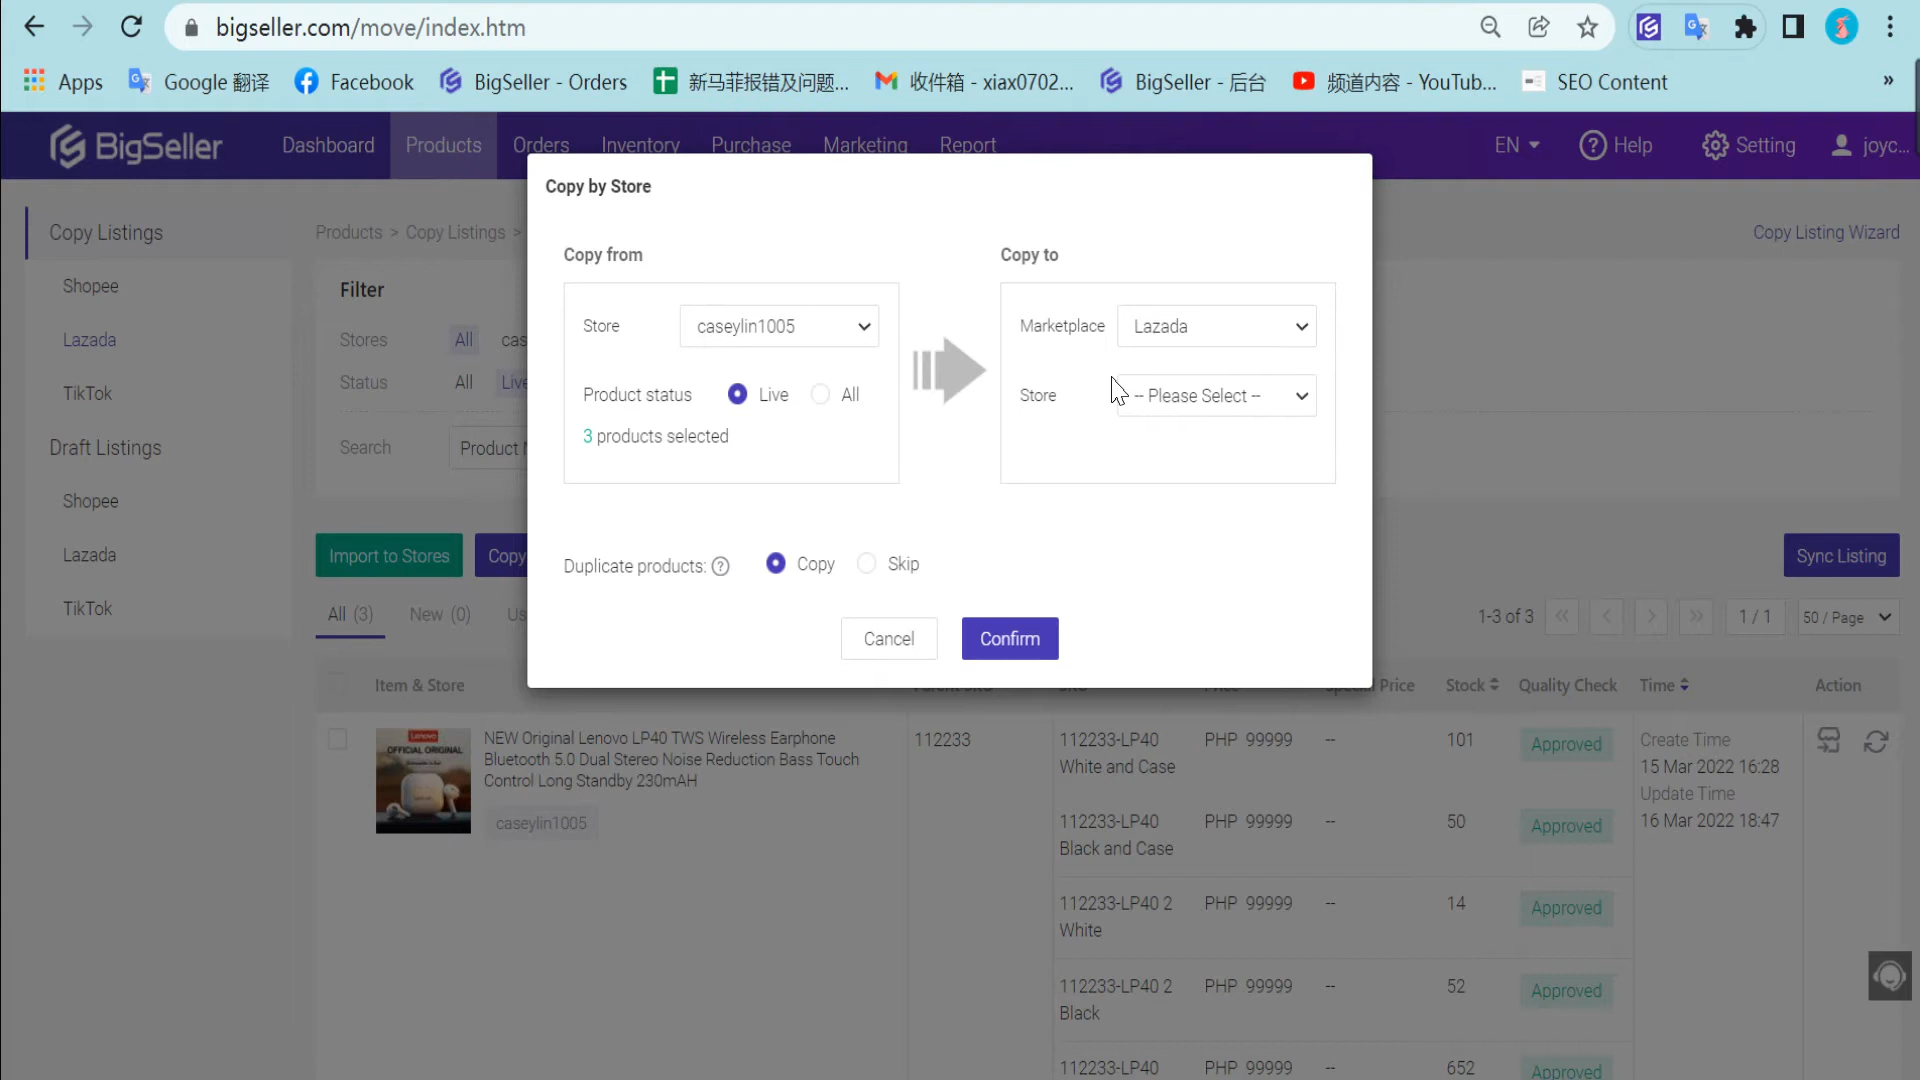 bigseller.com/move/index.htm
Apps
Google 翻译
Facebook
BigSeller - Orders
新马菲报错及问题...
收件箱 - xiax0702...
BigSeller - 后台
频道内容 - YouTub...
SEO Content
»
BigSeller
Dashboard
Products
Orders
Inventory
Purchase
Marketing
Report
EN
Help
Setting
joyc...
Copy by Store
Copy Listings
Products > Copy Listings >
Copy Listing Wizard
Copy from
Copy to
Shopee
Filter
Store
caseylin1005
Marketplace
Lazada
Lazada
Stores
All
cas
Status
All
Live
Product status
Live
All
Store
-- Please Select --
TikTok
3 products selected
Draft Listings
Search
Product N
Shopee
Lazada
Import to Stores
Copy
Duplicate products:
Copy
Skip
Sync Listing
TikTok
All (3)
New (0)
Us
1-3 of 3
1 / 1
50 / Page
Cancel
Confirm
Item & Store
Price
Stock
Quality Check
Time
Action
NEW Original Lenovo LP40 TWS Wireless Earphone
Bluetooth 5.0 Dual Stereo Noise Reduction Bass Touch
Control Long Standby 230mAH
caseylin1005
Lenovo
OFFICIAL ORIGINAL
112233
112233-LP40
White and Case
PHP 99999
--
101
Approved
Create Time
15 Mar 2022 16:28
Update Time
16 Mar 2022 18:47
112233-LP40
Black and Case
PHP 99999
--
50
Approved
112233-LP40 2
White
PHP 99999
--
14
Approved
112233-LP40 2
Black
PHP 99999
--
52
Approved
112233-LP40
PHP 99999
--
652
Approved